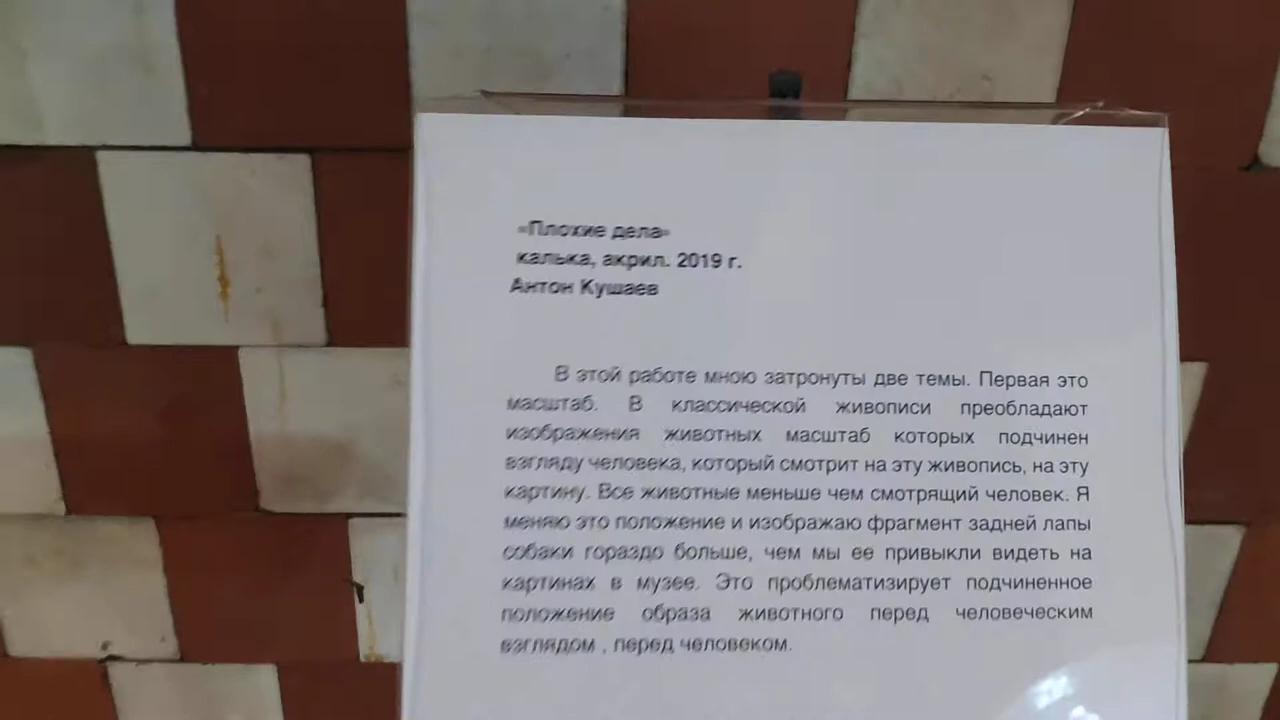 «Плохие дела»
калька, акрил. 2019 г.
Антон Кушаев
В этой работе мною затронуты две темы. Первая это
масштаб. В классической живописи преобладают
изображения животных масштаб которых подчинен
взгляду человека, который смотрит на эту живопись, на эту
картину. Все животные меньше чем смотрящий человек. Я
меняю это положение и изображаю фрагмент задней лапы
собаки гораздо больше, чем мы ее привыкли видеть на
картинах в музее. Это проблематизирует подчиненное
положение образа животного перед человеческим
взглядом , перед человеком.